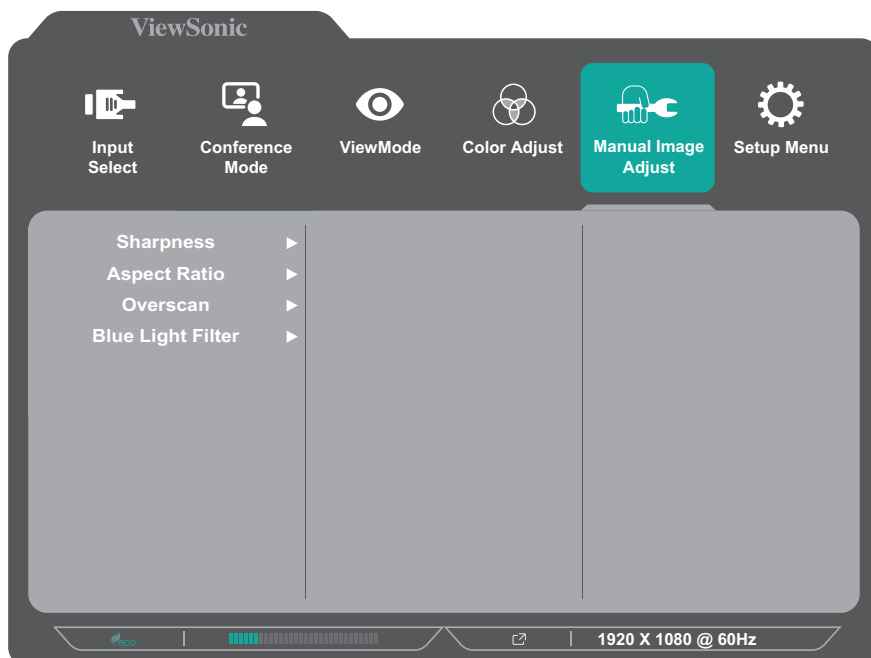 ViewSonic
Input
Select
Conference
Mode
ViewMode
Color Adjust
Manual Image
Adjust
Setup Menu
Sharpness
Aspect Ratio
Overscan
Blue Light Filter
eco
1920 X 1080 @ 60Hz